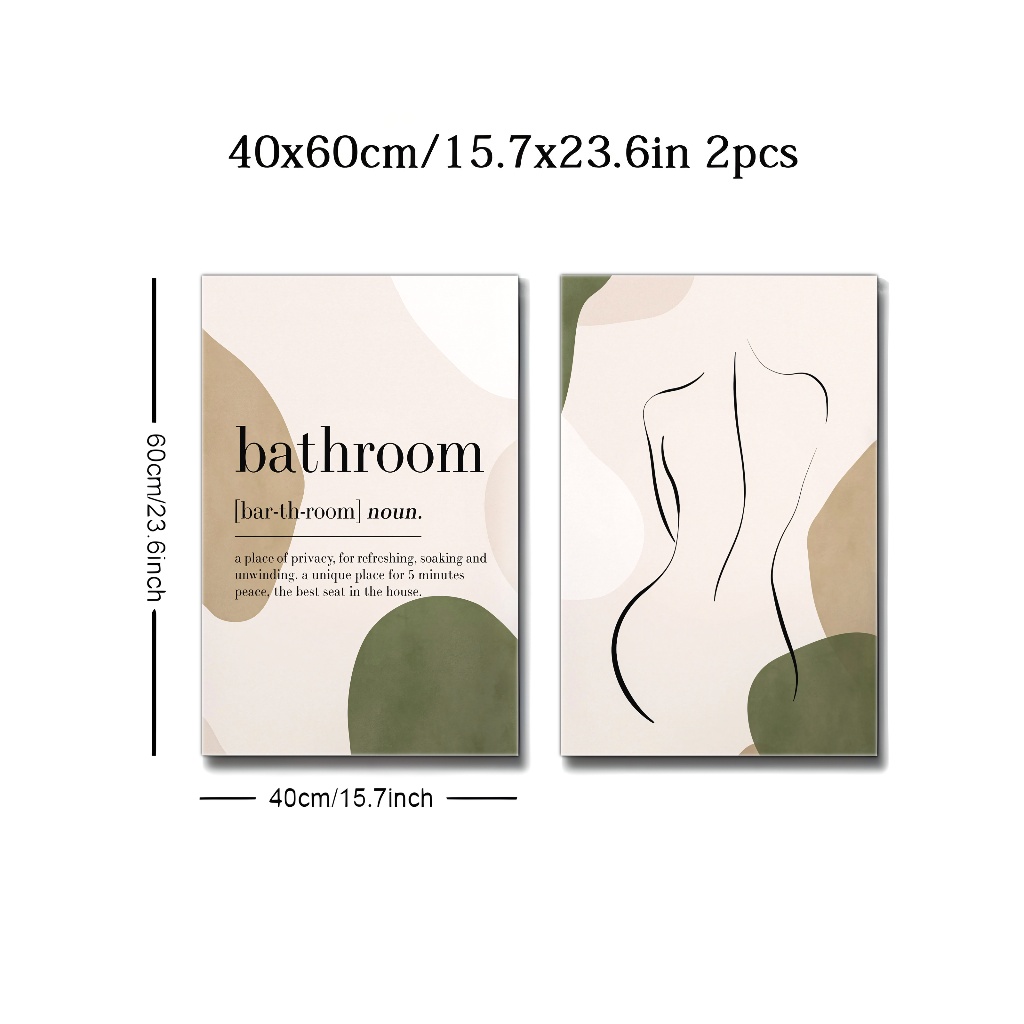 40x60cm/15.7x23.6in 2pcs
60cm/23.6inch
bathroom
[bar-th-room] noun.
a place of privacy, for refreshing, soaking and
unwinding. a unique place for 5 minutes
peace, the best seat in the house.
40cm/15.7inch